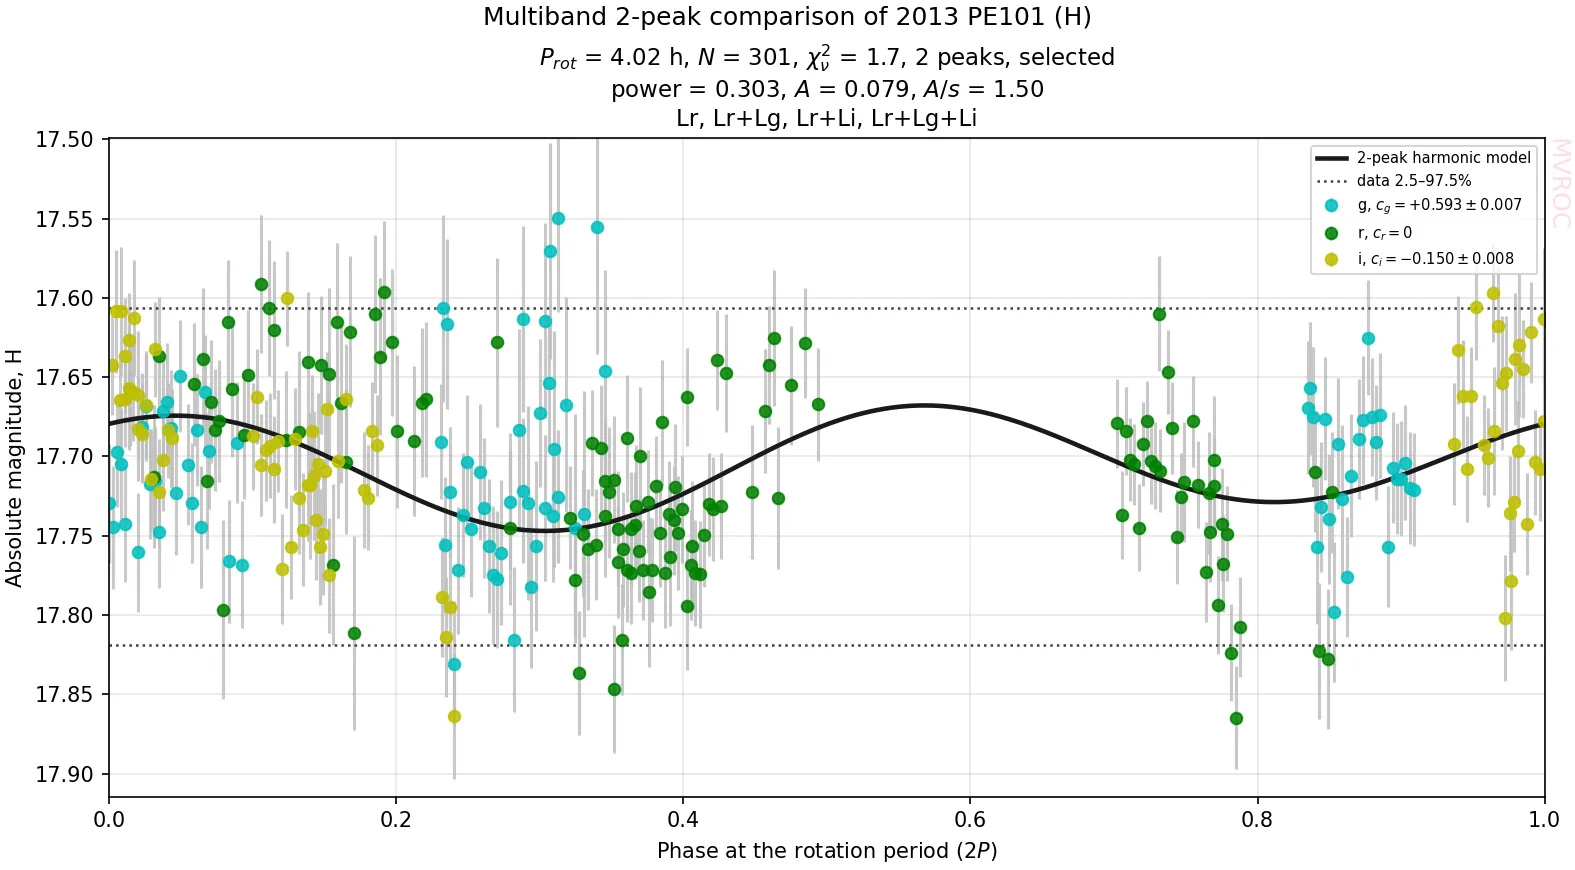 Multiband 2-peak comparison of 2013 PE101 (H)
P_rot = 4.02 h, N = 301, χ²_ν = 1.7, 2 peaks, selected
power = 0.303, A = 0.079, A/s = 1.50
Lr, Lr+Lg, Lr+Li, Lr+Lg+Li
2-peak harmonic model
data 2.5–97.5%
g, c_g = +0.593 ± 0.007
r, c_r = 0
i, c_i = −0.150 ± 0.008
MVROC
Absolute magnitude, H
17.50
17.55
17.60
17.65
17.70
17.75
17.80
17.85
17.90
0.0
0.2
0.4
0.6
0.8
1.0
Phase at the rotation period (2P)